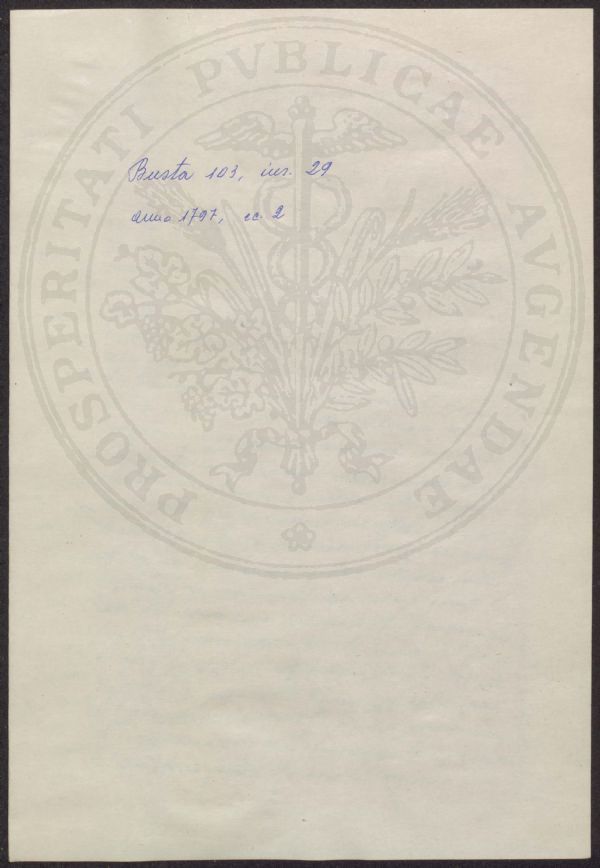 PROSPERITATI PVBLICAE AVGENDAE
Busta 103, ins. 29
anno 1797, cc. 2